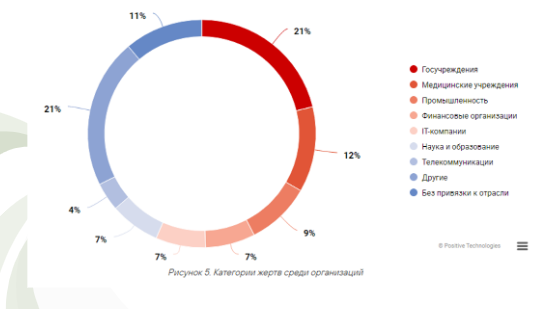 11%
21%
21%
12%
4%
9%
7%
7%
7%
Госучреждения
Медицинские учреждения
Промышленность
Финансовые организации
IT-компании
Наука и образование
Телекоммуникации
Другие
Без привязки к отрасли
© Positive Technologies
Рисунок 5. Категории жертв среди организаций